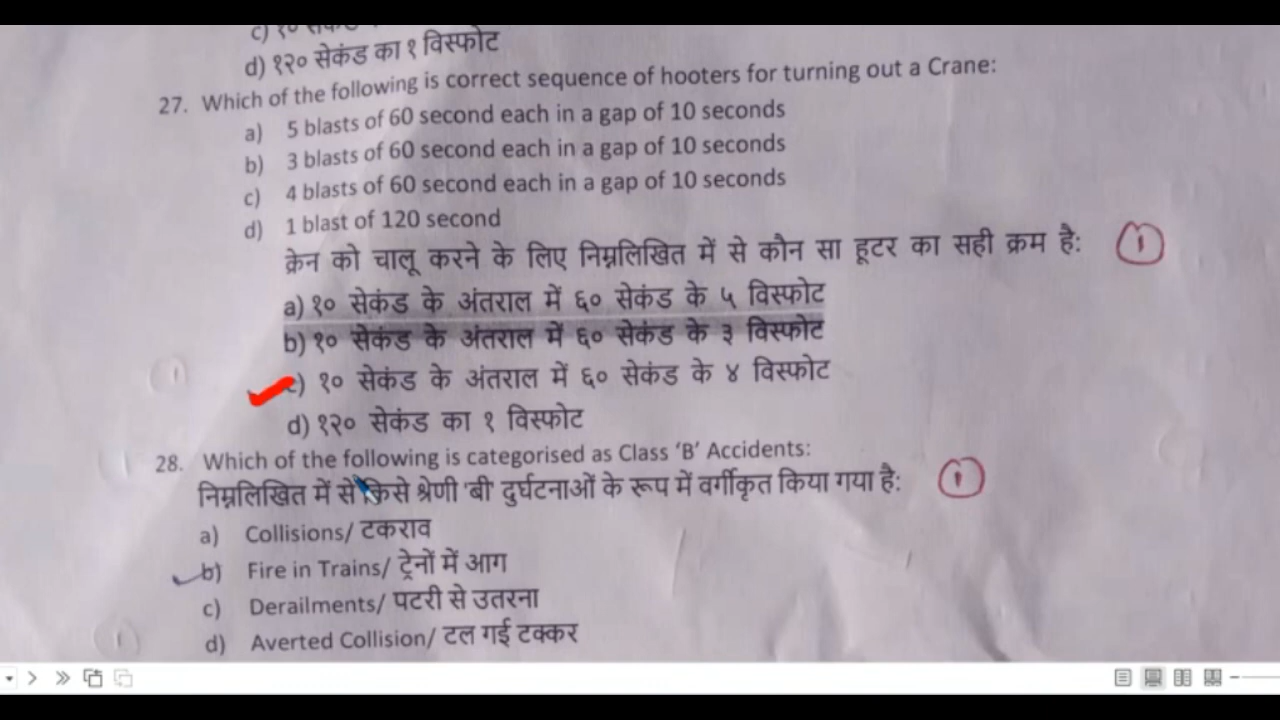 c) १०
d) १२० सेकंड का १ विस्फोट
27. Which of the following is correct sequence of hooters for turning out a Crane:
a) 5 blasts of 60 second each in a gap of 10 seconds
b) 3 blasts of 60 second each in a gap of 10 seconds
c) 4 blasts of 60 second each in a gap of 10 seconds
d) 1 blast of 120 second
क्रेन को चालू करने के लिए निम्नलिखित में से कौन सा हूटर का सही क्रम है: 1
a) १० सेकंड के अंतराल में ६० सेकंड के ५ विस्फोट
b) १० सेकंड के अंतराल में ६० सेकंड के ३ विस्फोट
) १० सेकंड के अंतराल में ६० सेकंड के ४ विस्फोट
d) १२० सेकंड का १ विस्फोट
28. Which of the following is categorised as Class ‘B’ Accidents:
निम्नलिखित में से किसे श्रेणी 'बी' दुर्घटनाओं के रूप में वर्गीकृत किया गया है: 1
a) Collisions/ टकराव
b) Fire in Trains/ ट्रेनों में आग
c) Derailments/ पटरी से उतरना
d) Averted Collision/ टल गई टक्कर